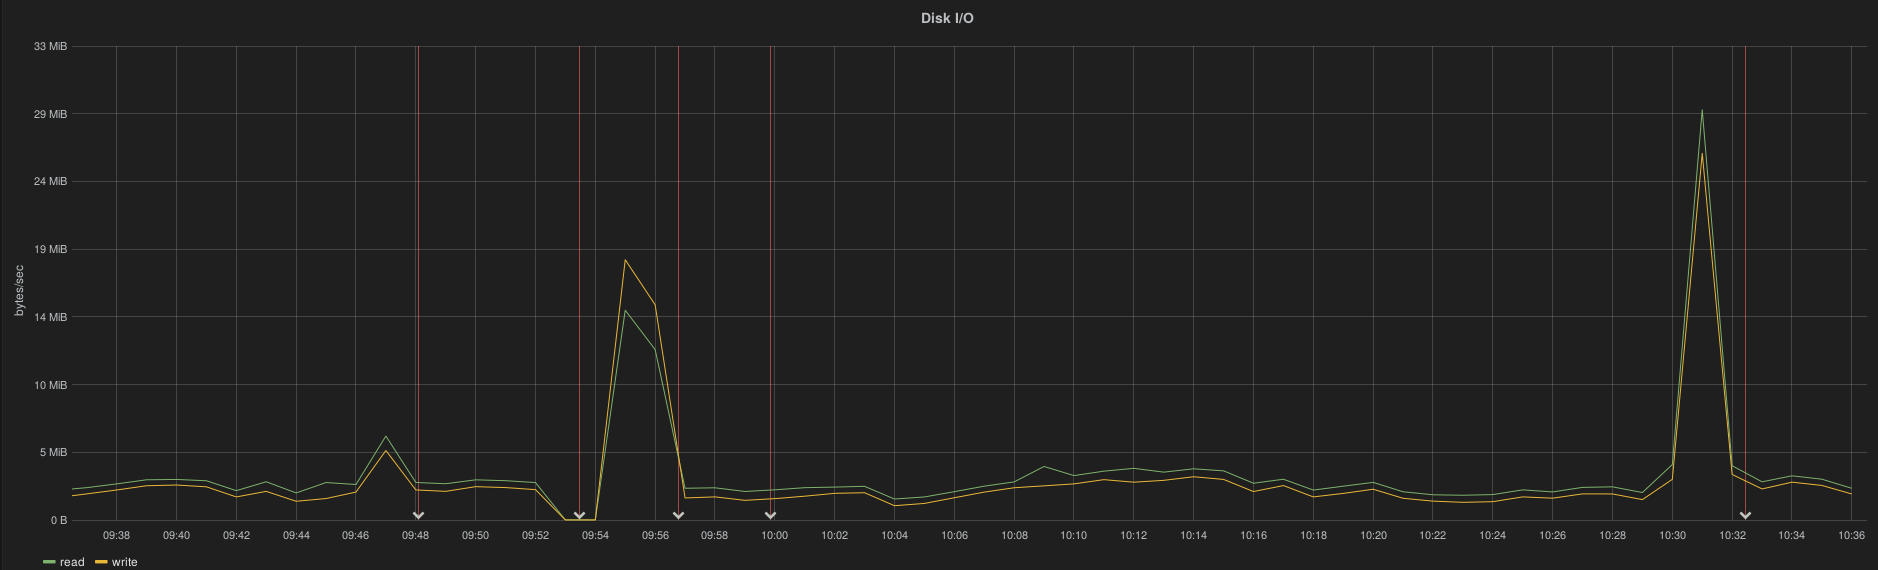 Disk I/O
33 MiB
29 MiB
24 MiB
19 MiB
14 MiB
10 MiB
5 MiB
0 B
bytes/sec
09:38 09:40 09:42 09:44 09:46 09:48 09:50 09:52 09:54 09:56 09:58 10:00 10:02 10:04 10:06 10:08 10:10 10:12 10:14 10:16 10:18 10:20 10:22 10:24 10:26 10:28 10:30 10:32 10:34 10:36
read write